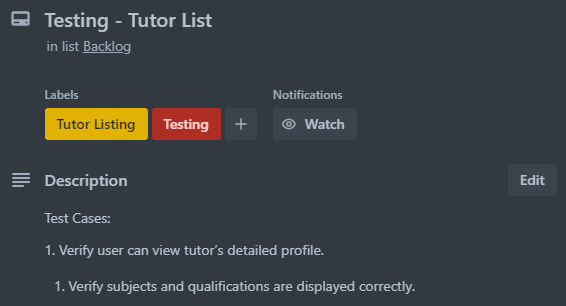 Testing - Tutor List
in list Backlog
Labels
Notifications
Tutor Listing
Testing
+
Watch
Description
Edit
Test Cases:
1. Verify user can view tutor’s detailed profile.
1. Verify subjects and qualifications are displayed correctly.